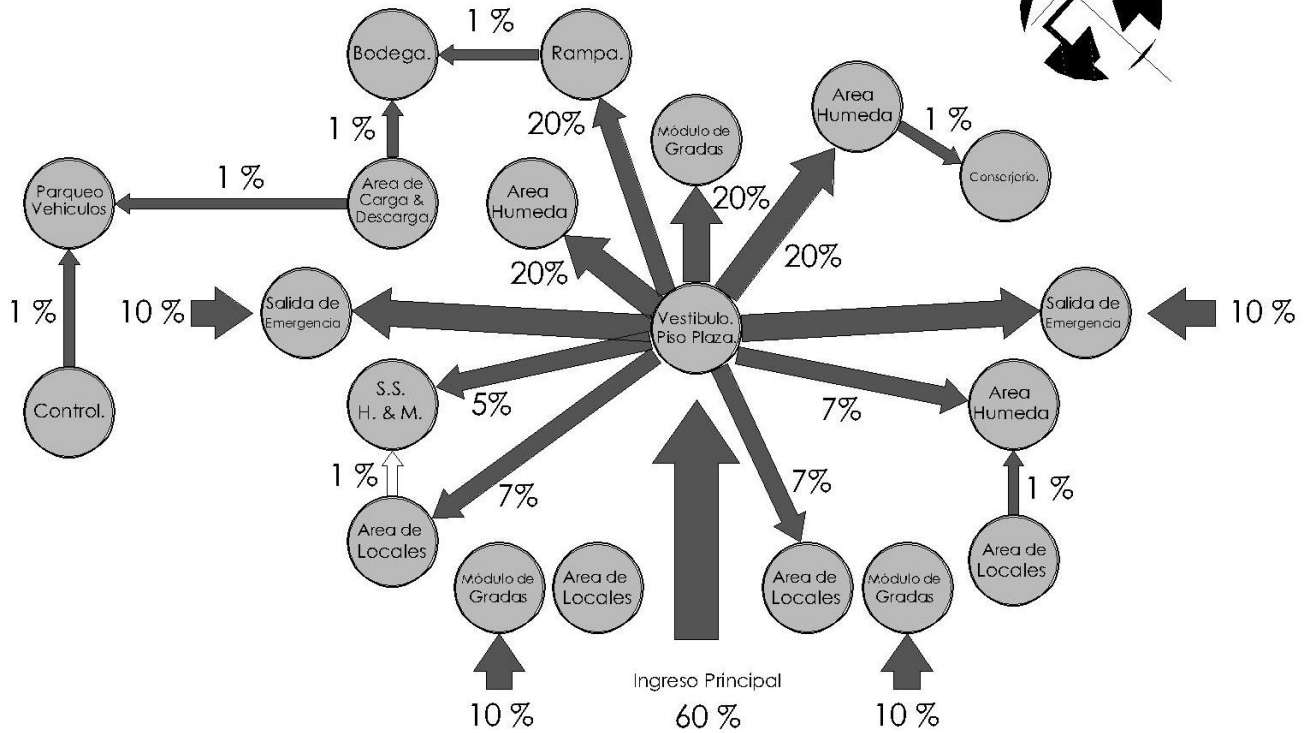 1 %
Bodega.
Rampa.
1 %
20%
Módulo de
Gradas
20%
Area
Humeda
1 %
Conserjerio.
Parqueo
Vehiculos
1 %
Area de
Carga &
Descarga.
Area
Humeda
20%
20%
1 %
10 %
Salida de
Emergencia
Vestibulo.
Piso Plaza.
Salida de
Emergencia
10 %
Control.
S.S.
H. & M.
5%
7%
Area
Humeda
1 %
7%
7%
1 %
Area de
Locales
Módulo de
Gradas
Area de
Locales
Area de
Locales
Módulo de
Gradas
Area de
Locales
10 %
Ingreso Principal
60 %
10 %